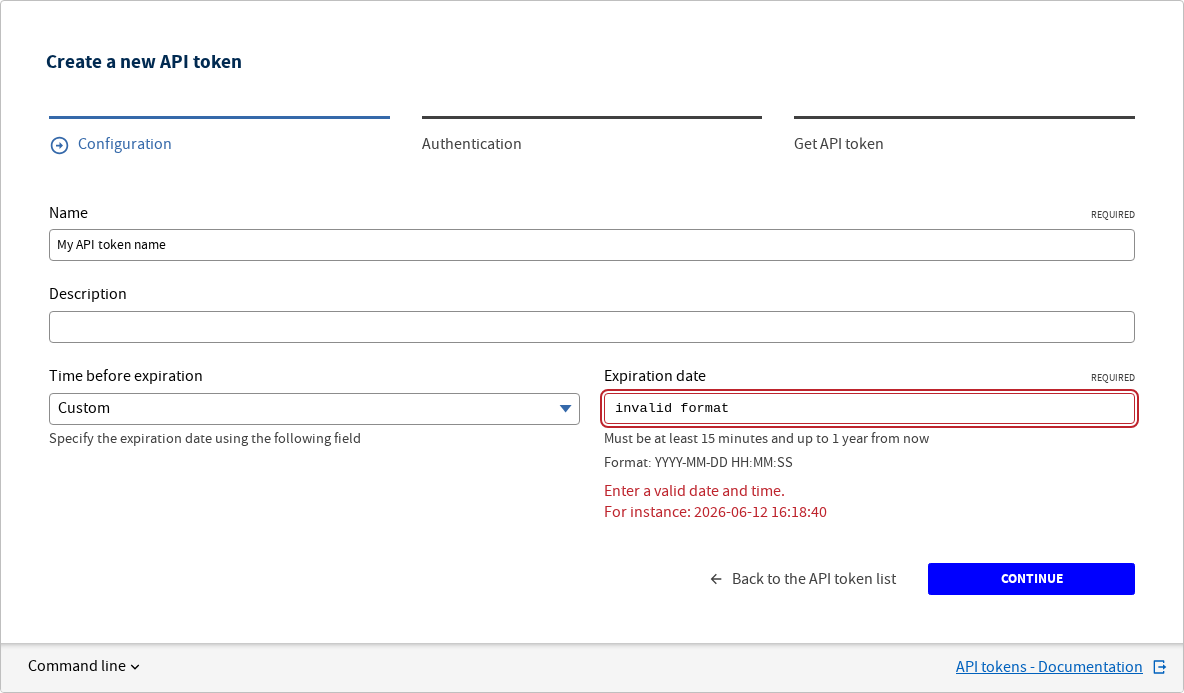 Create a new API token
Configuration
Authentication
Get API token
Name
REQUIRED
My API token name
Description
Time before expiration
Custom
Specify the expiration date using the following field
Expiration date
REQUIRED
invalid format
Must be at least 15 minutes and up to 1 year from now
Format: YYYY-MM-DD HH:MM:SS
Enter a valid date and time.
For instance: 2026-06-12 16:18:40
Back to the API token list
CONTINUE
Command line
API tokens - Documentation